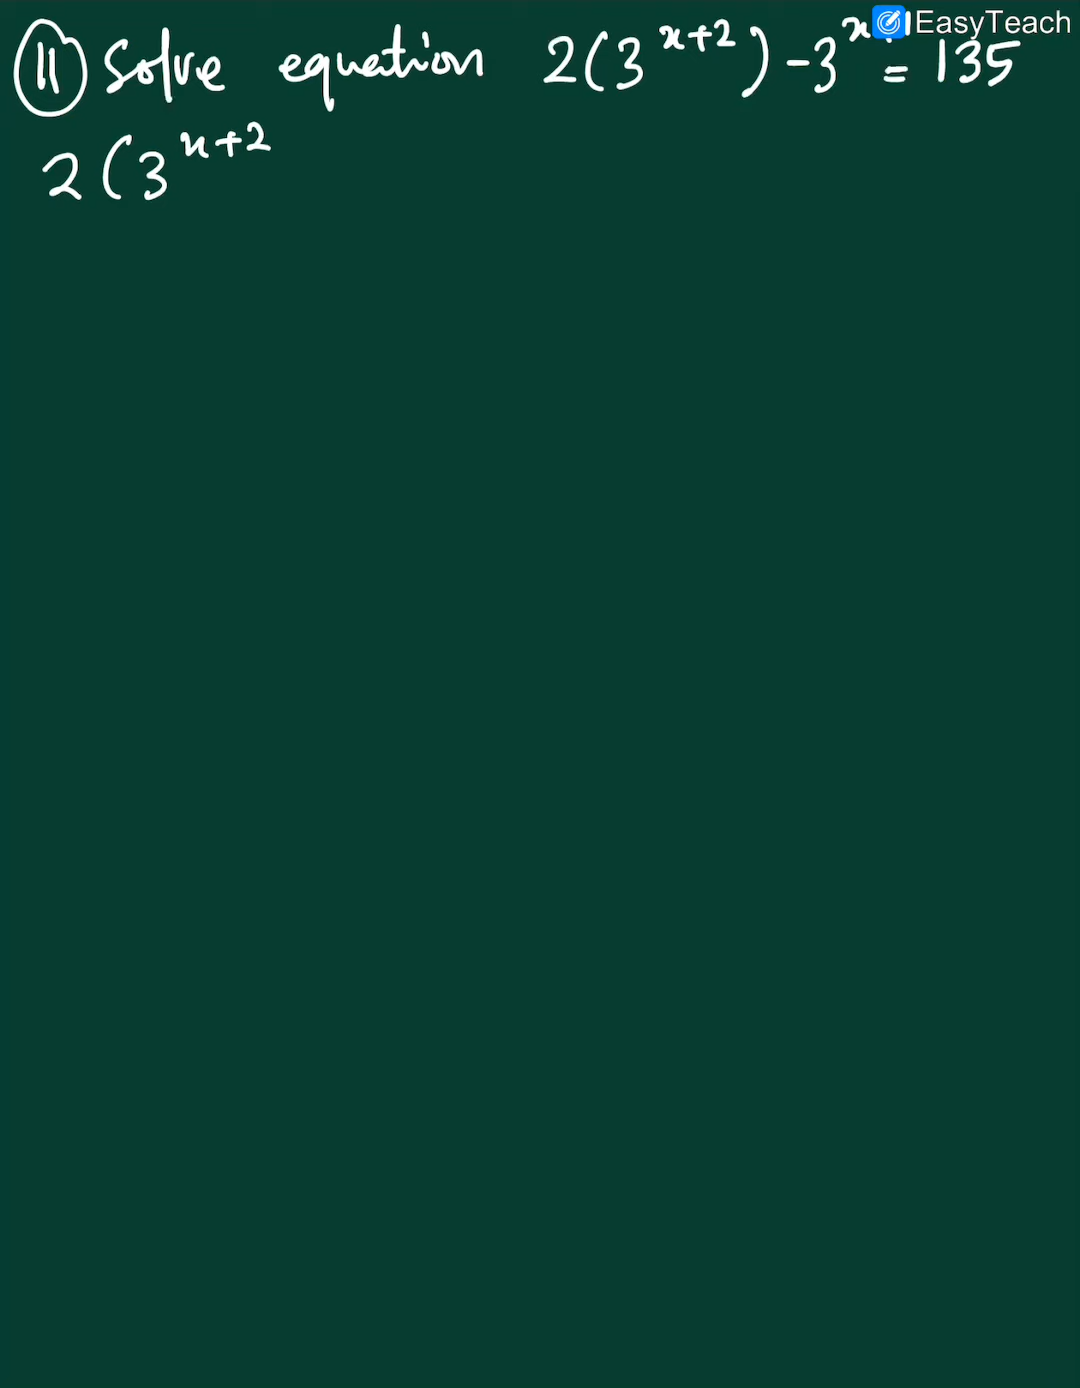 ⑪ Solve equation 2(3^{x+2}) - 3^{x} = 135
EasyTeach
2(3^{x+2}